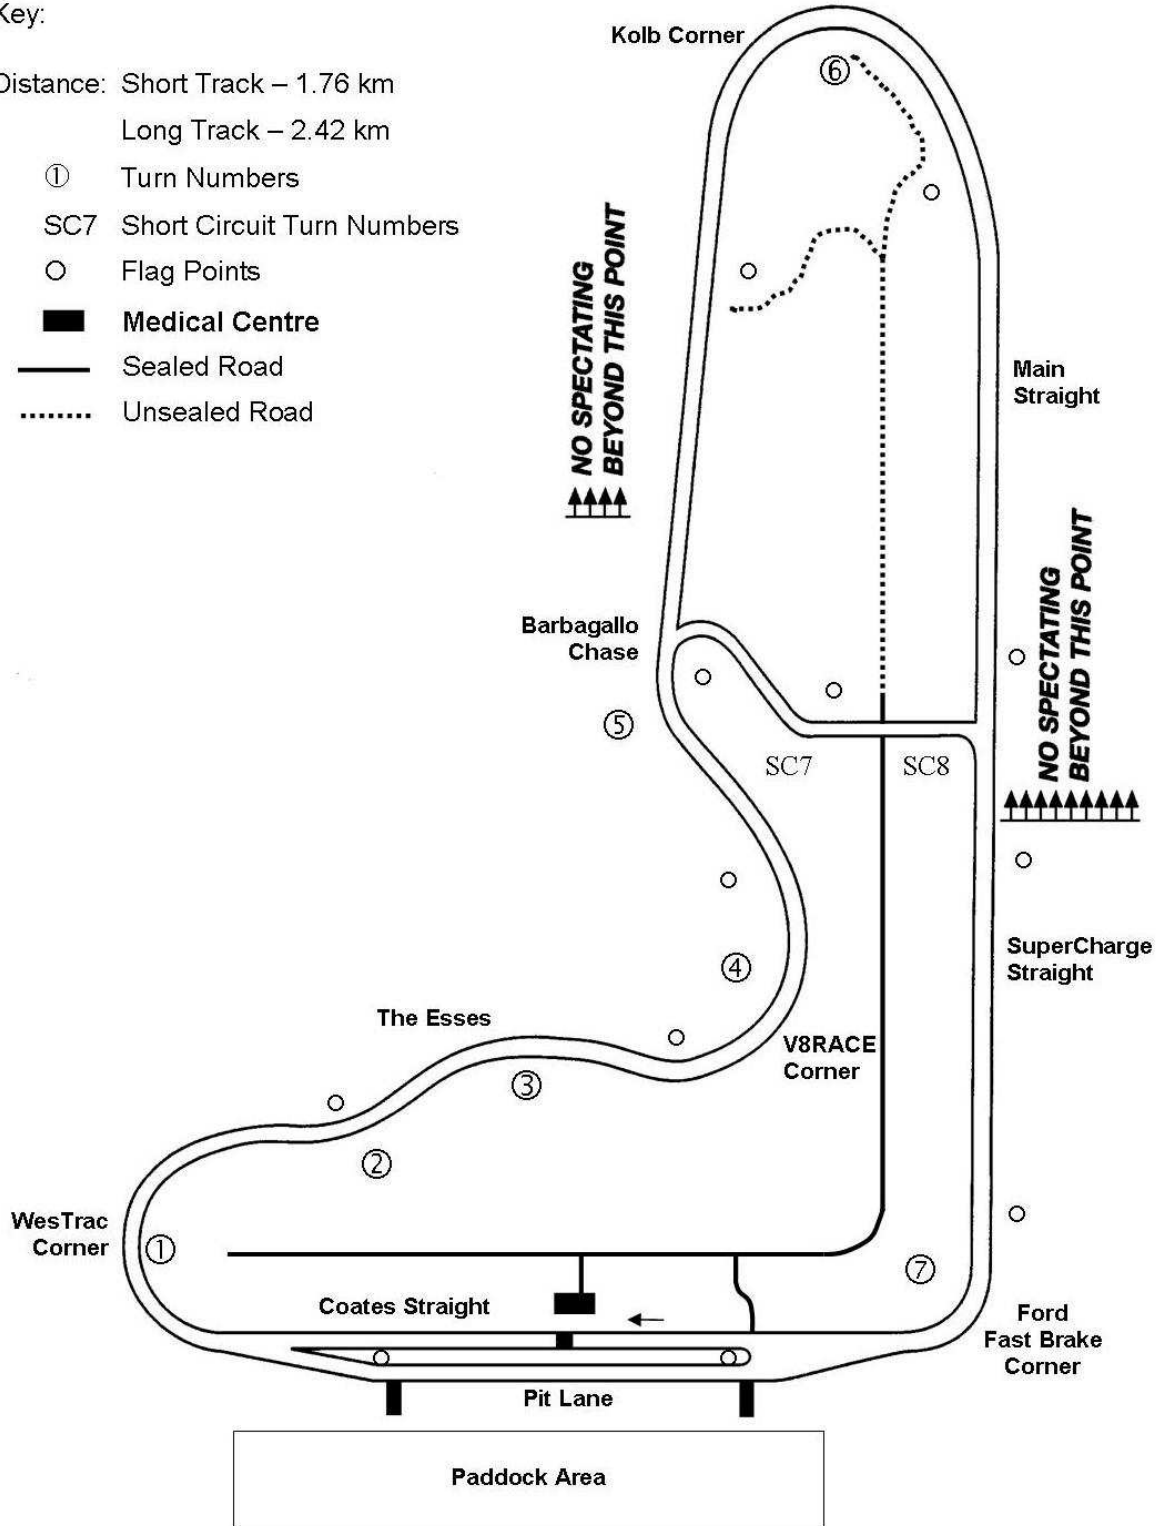 Key:
Distance: Short Track – 1.76 km
Long Track – 2.42 km
① Turn Numbers
SC7 Short Circuit Turn Numbers
Flag Points
Medical Centre
Sealed Road
Unsealed Road
Kolb Corner
⑥
NO SPECTATING
BEYOND THIS POINT
Main
Straight
Barbagallo
Chase
⑤
SC7
SC8
NO SPECTATING
BEYOND THIS POINT
④
SuperCharge
Straight
The Esses
V8RACE
Corner
③
②
WesTrac
Corner
①
⑦
Coates Straight
Ford
Fast Brake
Corner
Pit Lane
Paddock Area